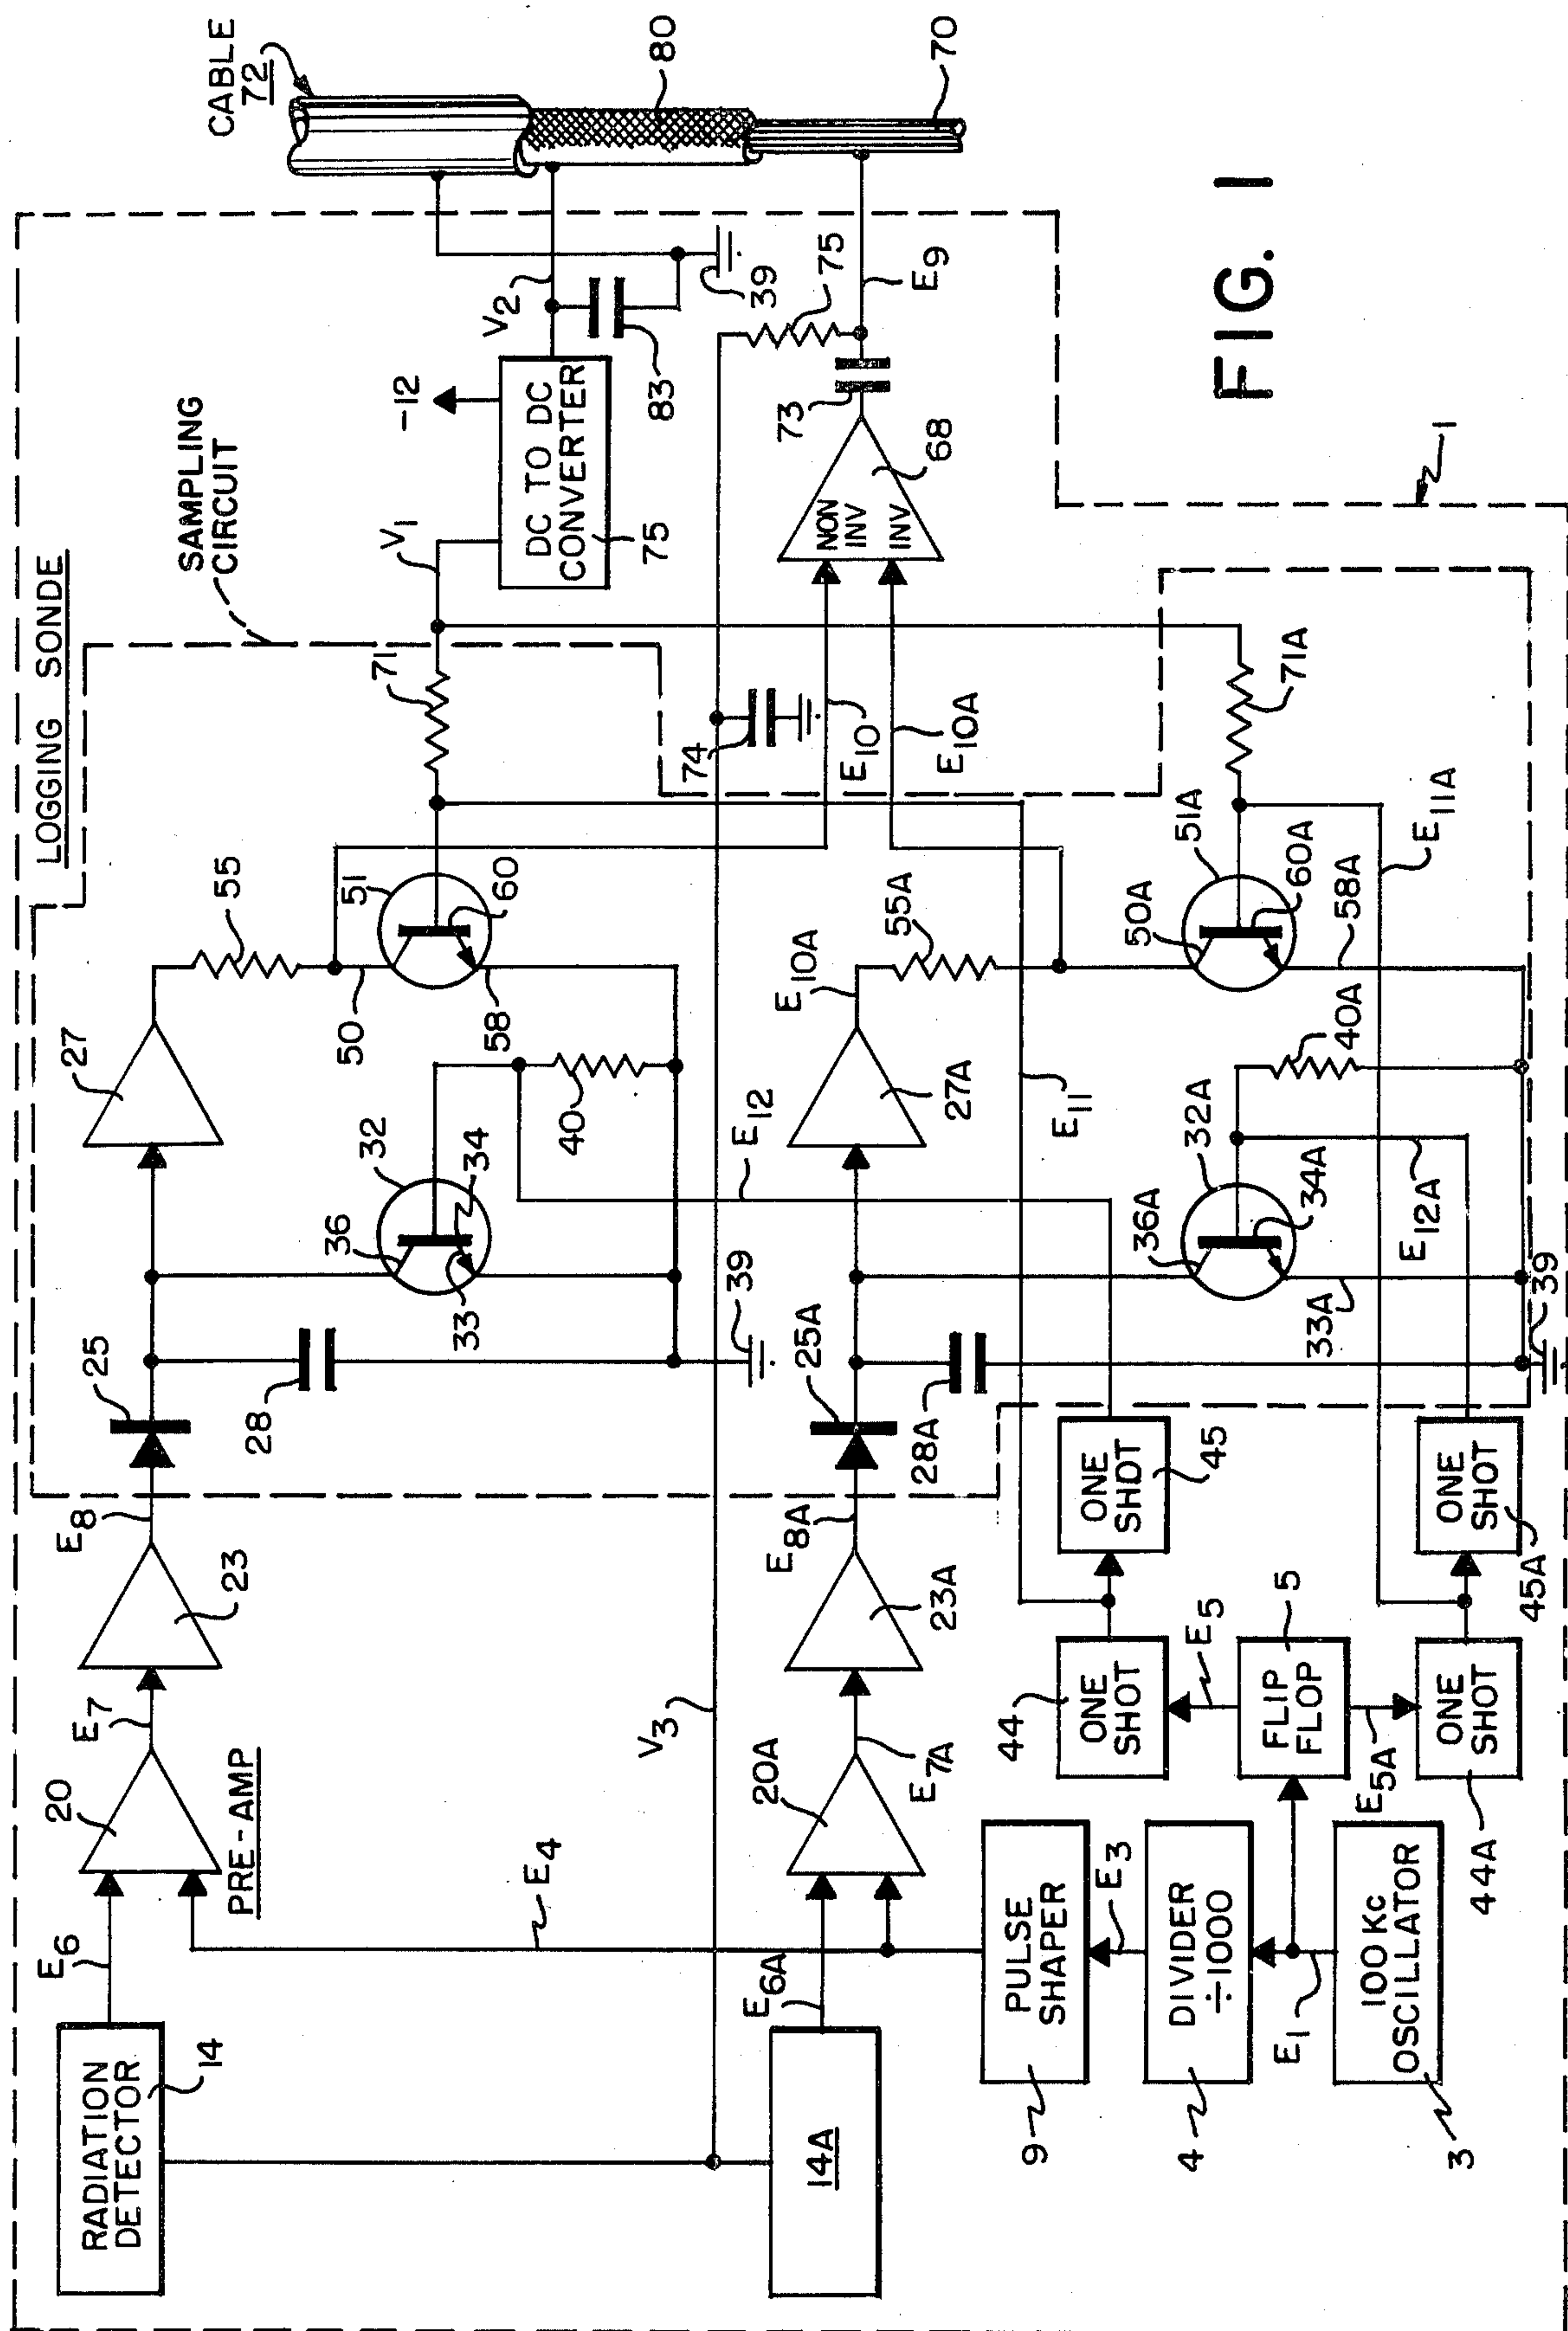 LOGGING SONDE
SAMPLING
CIRCUIT
CABLE
72
RADIATION
DETECTOR
14
E6
20
PRE-AMP
E7
23
E8
25
28
27
36
32
34
33
39
40
55
50
51
60
58
71
V1
-12
DC TO DC
CONVERTER
75
V2
83
39
80
70
E4
V3
E12
74
E10
E10A
NON
INV
INV
68
73
75
E9
14A
E6A
20A
E7A
23A
E8A
25A
28A
27A
E10A
55A
E11
36A
32A
34A
33A
E12A
40A
50A
51A
60A
58A
71A
E11A
39
PULSE
SHAPER
9
E3
DIVIDER
÷1000
4
E1
100 Kc
OSCILLATOR
3
FLIP
FLOP
5
E5
E5A
ONE
SHOT
44
ONE
SHOT
45
ONE
SHOT
44A
ONE
SHOT
45A
1
FIG. 1